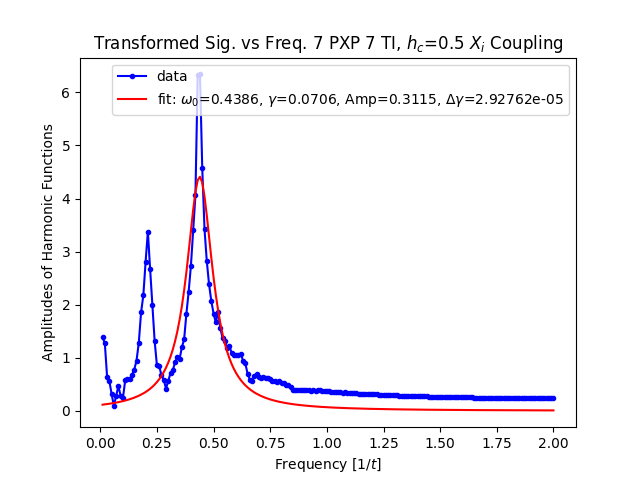 Transformed Sig. vs Freq. 7 PXP 7 TI, $h_c$=0.5 $X_i$ Coupling
data
fit: $\omega_0$=0.4386, $\gamma$=0.0706, Amp=0.3115, $\Delta\gamma$=2.92762e-05
Amplitudes of Harmonic Functions
6
5
4
3
2
1
0
0.00 0.25 0.50 0.75 1.00 1.25 1.50 1.75 2.00
Frequency [1/$t$]